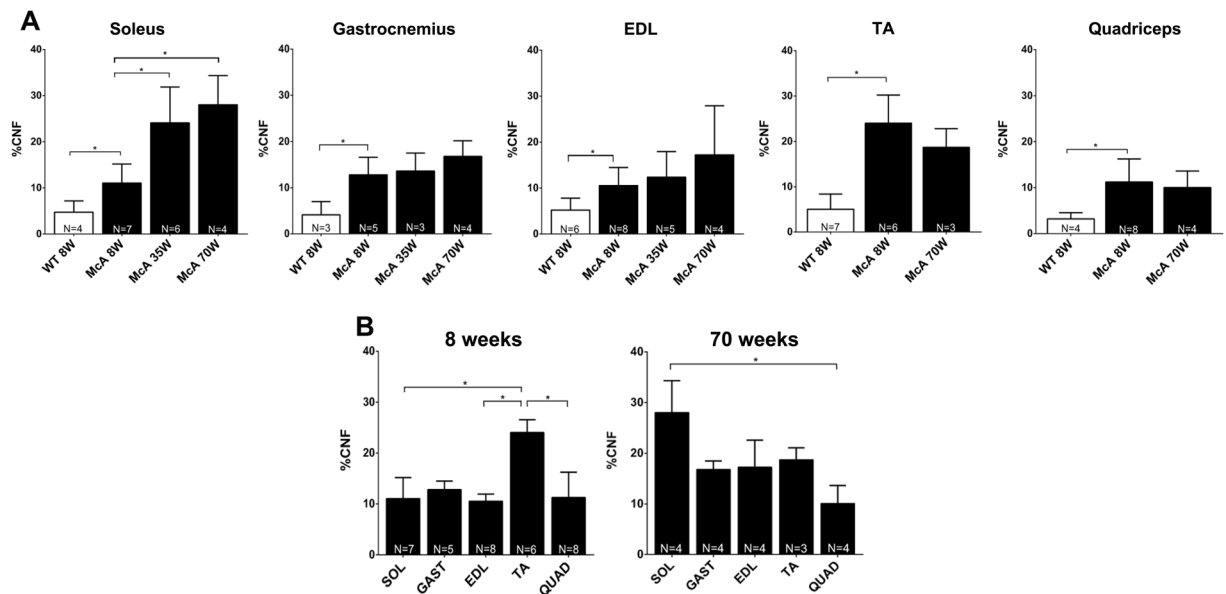 A
Soleus
%CNF
40
30
20
10
0
*
*
*
N=4
N=7
N=6
N=4
WT 8W
McA 8W
McA 35W
McA 70W
Gastrocnemius
%CNF
40
30
20
10
0
*
N=3
N=5
N=3
N=4
WT 8W
McA 8W
McA 35W
McA 70W
EDL
%CNF
40
30
20
10
0
*
N=6
N=8
N=5
N=4
WT 8W
McA 8W
McA 35W
McA 70W
TA
%CNF
40
30
20
10
0
*
N=7
N=6
N=3
WT 8W
McA 8W
McA 70W
Quadriceps
%CNF
40
30
20
10
0
*
N=4
N=8
N=4
WT 8W
McA 8W
McA 70W
B
8 weeks
%CNF
40
30
20
10
0
*
*
*
N=7
N=5
N=8
N=6
N=8
SOL
GAST
EDL
TA
QUAD
70 weeks
%CNF
40
30
20
10
0
*
N=4
N=4
N=4
N=3
N=4
SOL
GAST
EDL
TA
QUAD